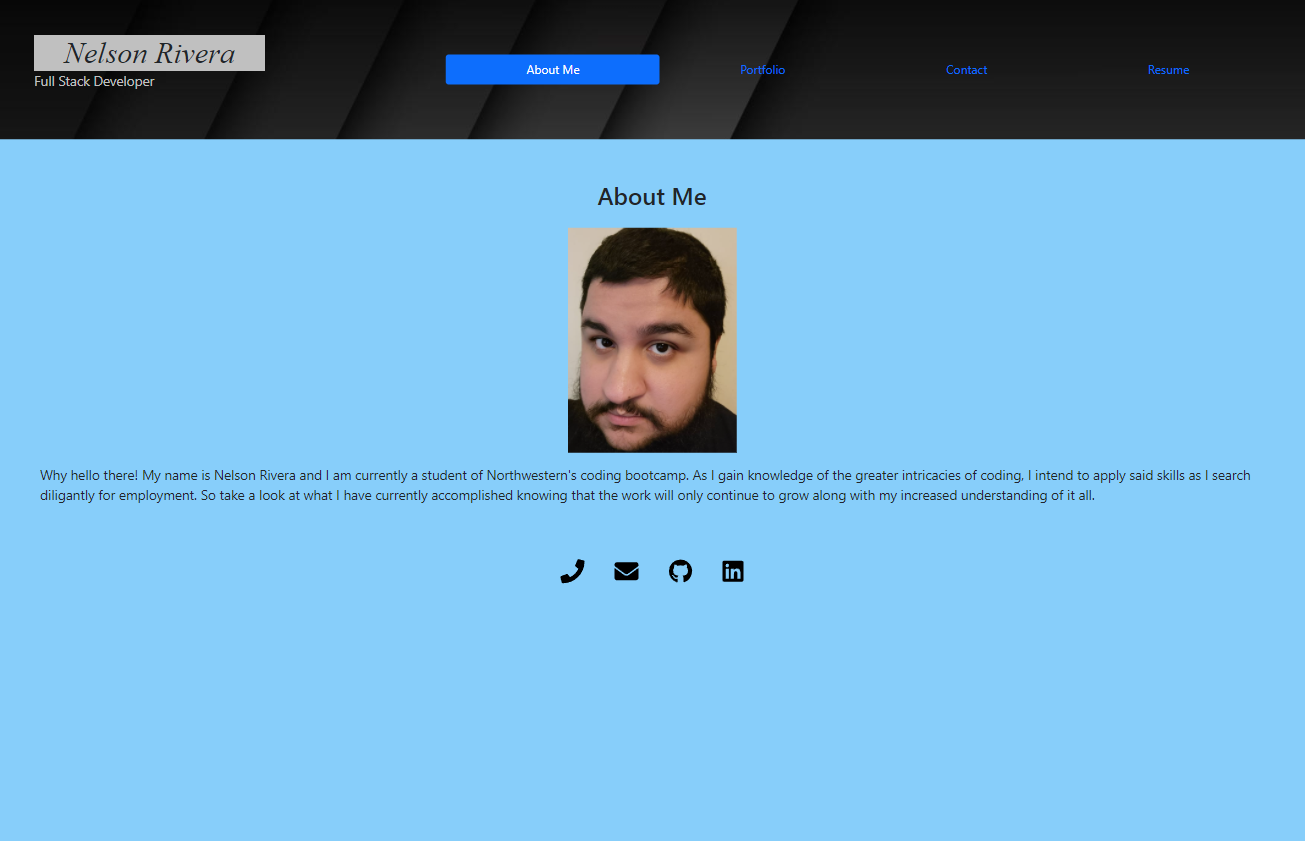 Nelson Rivera
Full Stack Developer
About Me
Portfolio
Contact
Resume
About Me
Why hello there! My name is Nelson Rivera and I am currently a student of Northwestern's coding bootcamp. As I gain knowledge of the greater intricacies of coding, I intend to apply said skills as I search
diligantly for employment. So take a look at what I have currently accomplished knowing that the work will only continue to grow along with my increased understanding of it all.
in